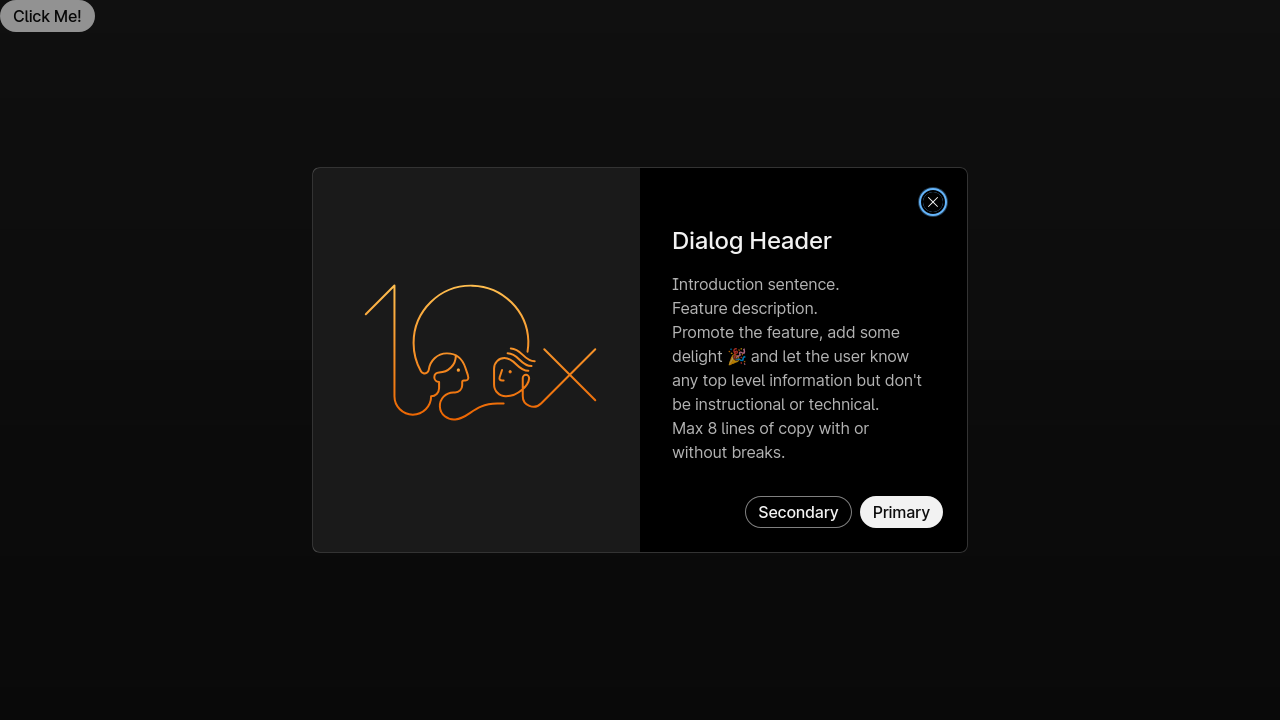 Click Me!
Dialog Header
Introduction sentence.
Feature description.
Promote the feature, add some
delight 🎉 and let the user know
any top level information but don't
be instructional or technical.
Max 8 lines of copy with or
without breaks.
Secondary
Primary
10x